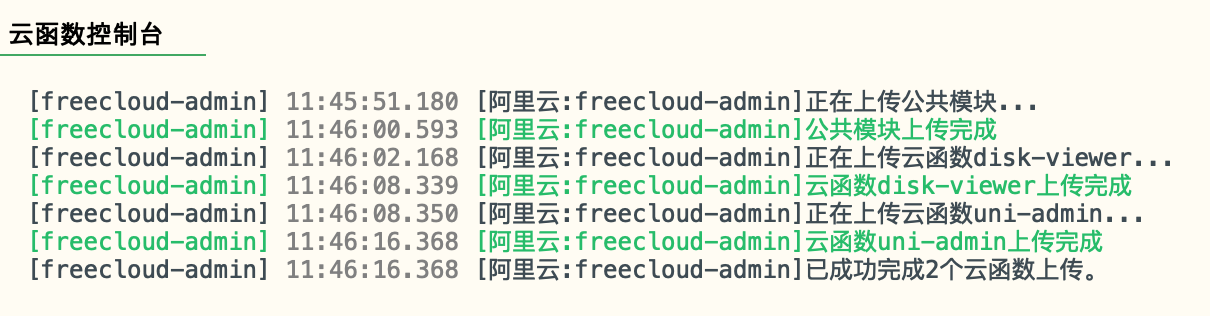 云函数控制台
[freecloud-admin] 11:45:51.180 [阿里云:freecloud-admin]正在上传公共模块...
[freecloud-admin] 11:46:00.593 [阿里云:freecloud-admin]公共模块上传完成
[freecloud-admin] 11:46:02.168 [阿里云:freecloud-admin]正在上传云函数disk-viewer...
[freecloud-admin] 11:46:08.339 [阿里云:freecloud-admin]云函数disk-viewer上传完成
[freecloud-admin] 11:46:08.350 [阿里云:freecloud-admin]正在上传云函数uni-admin...
[freecloud-admin] 11:46:16.368 [阿里云:freecloud-admin]云函数uni-admin上传完成
[freecloud-admin] 11:46:16.368 [阿里云:freecloud-admin]已成功完成2个云函数上传。